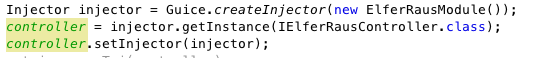 Injector injector = Guice.createInjector(new ElferRausModule());
controller = injector.getInstance(IElferRausController.class);
controller.setInjector(injector);